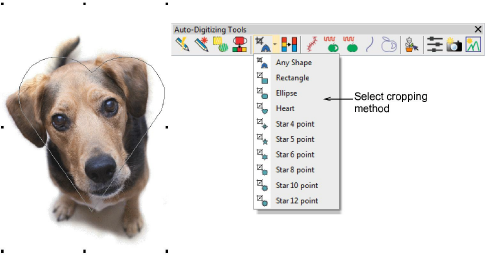 Auto-Digitizing Tools
Any Shape
Rectangle
Ellipse
Heart
Star 4 point
Star 5 point
Star 6 point
Star 8 point
Star 10 point
Star 12 point
Select cropping
method